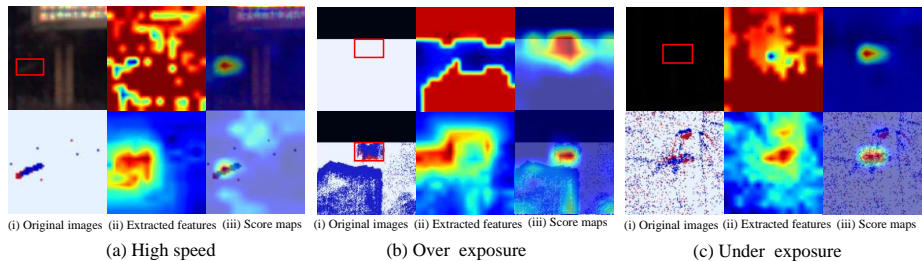 (i) Original images (ii) Extracted features (iii) Score maps
(a) High speed
(i) Original images (ii) Extracted features (iii) Score maps
(b) Over exposure
(i) Original images (ii) Extracted features (iii) Score maps
(c) Under exposure